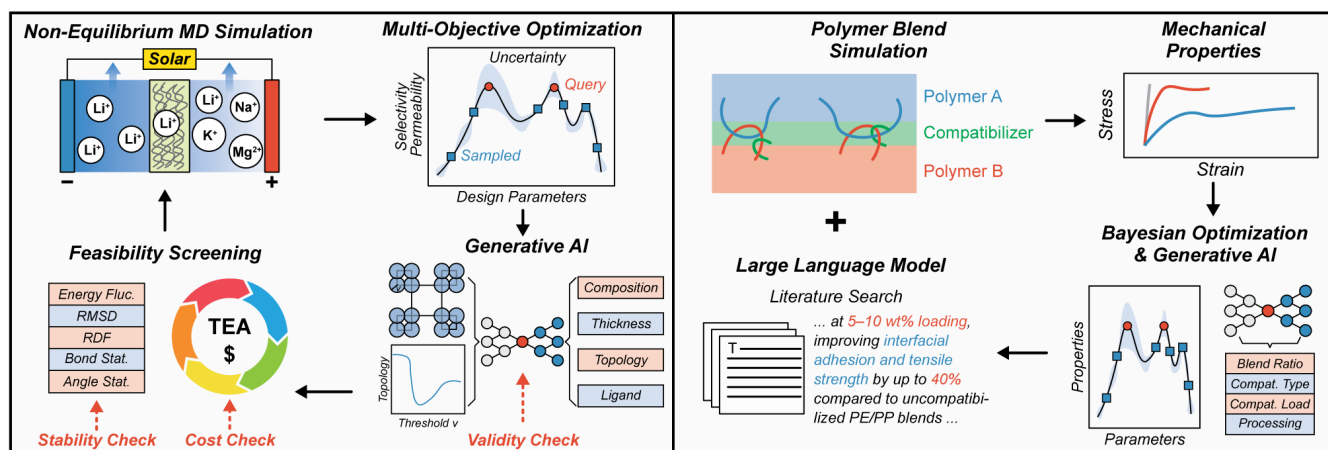 Non-Equilibrium MD Simulation
Solar
Li⁺
Li⁺
Li⁺
Li⁺
Li⁺
Na⁺
K⁺
Mg²⁺
−
+
Multi-Objective Optimization
Selectivity
Permeability
Uncertainty
Query
Sampled
Design Parameters
Feasibility Screening
Energy Fluc.
RMSD
RDF
Bond Stat.
Angle Stat.
TEA
$
Stability Check
Cost Check
Generative AI
Topology
Threshold v
Composition
Thickness
Topology
Ligand
Validity Check
Polymer Blend
Simulation
Polymer A
Compatibilizer
Polymer B
+
Mechanical
Properties
Stress
Strain
Large Language Model
Literature Search
T
... at 5–10 wt% loading,
improving interfacial
adhesion and tensile
strength by up to 40%
compared to uncompatibi-
lized PE/PP blends ...
Bayesian Optimization
& Generative AI
Properties
Parameters
Blend Ratio
Compat. Type
Compat. Load
Processing